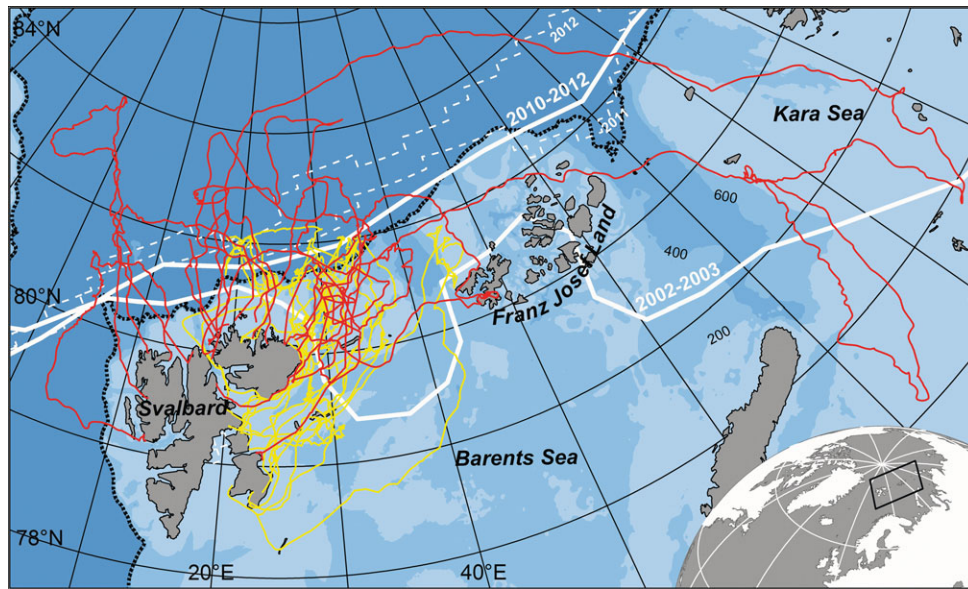 84°N
2012
2010-2012
2011
Kara Sea
600
Franz Josef Land
400
80°N
2002-2003
200
Svalbard
Barents Sea
78°N
20°E
40°E